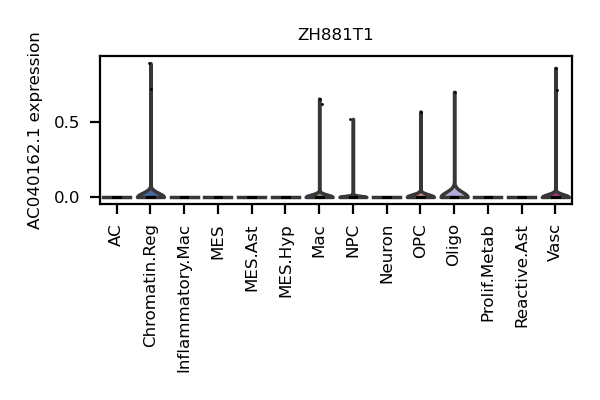 ZH881T1
AC040162.1 expression
0.5
0.0
AC
Chromatin.Reg
Inflammatory.Mac
MES
MES.Ast
MES.Hyp
Mac
NPC
Neuron
OPC
Oligo
Prolif.Metab
Reactive.Ast
Vasc